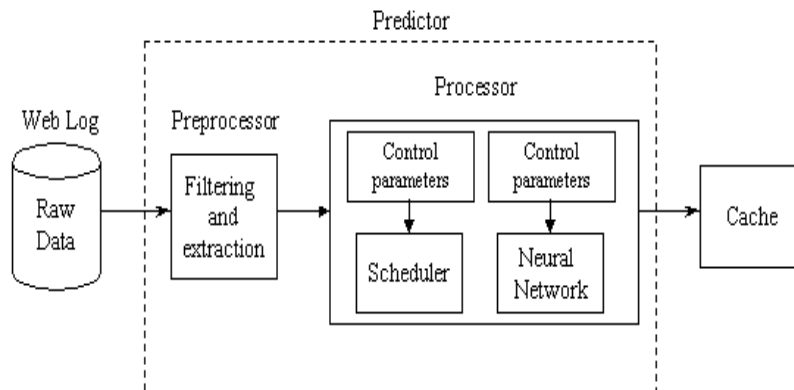 Predictor
Processor
Web Log
Preprocessor
Control
parameters
Control
parameters
Filtering
and
extraction
Raw
Data
Scheduler
Neural
Network
Cache